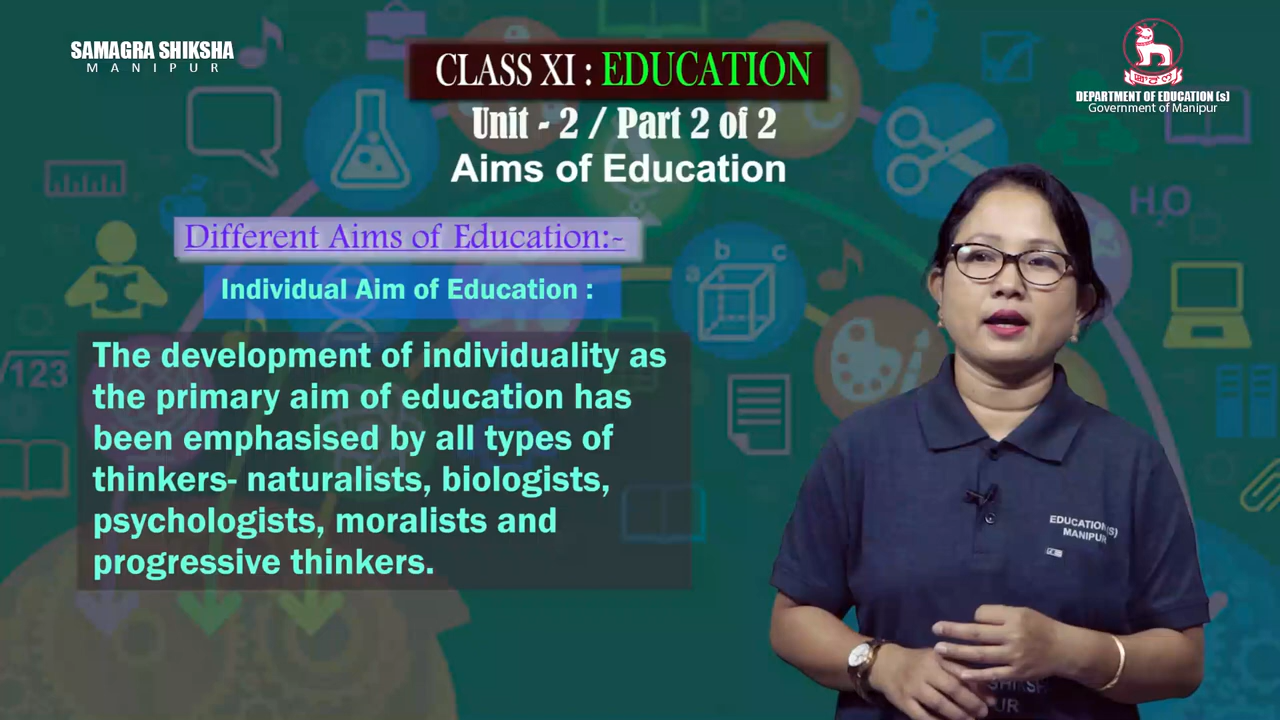 SAMAGRA SHIKSHA
MANIPUR
CLASS XI : EDUCATION
Unit - 2 / Part 2 of 2
Aims of Education
DEPARTMENT OF EDUCATION (s)
Government of Manipur
Different Aims of Education:-
Individual Aim of Education :
The development of individuality as
the primary aim of education has
been emphasised by all types of
thinkers- naturalists, biologists,
psychologists, moralists and
progressive thinkers.
a
b
c
H₂O
√123
EDUCATION (S)
MANIPUR